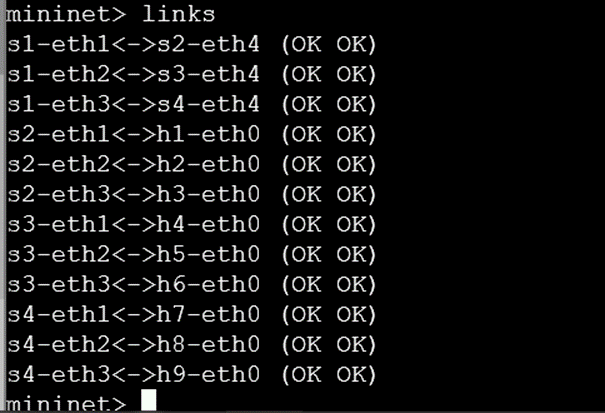 mininet> links
s1-eth1<->s2-eth4 (OK OK)
s1-eth2<->s3-eth4 (OK OK)
s1-eth3<->s4-eth4 (OK OK)
s2-eth1<->h1-eth0 (OK OK)
s2-eth2<->h2-eth0 (OK OK)
s2-eth3<->h3-eth0 (OK OK)
s3-eth1<->h4-eth0 (OK OK)
s3-eth2<->h5-eth0 (OK OK)
s3-eth3<->h6-eth0 (OK OK)
s4-eth1<->h7-eth0 (OK OK)
s4-eth2<->h8-eth0 (OK OK)
s4-eth3<->h9-eth0 (OK OK)
mininet>